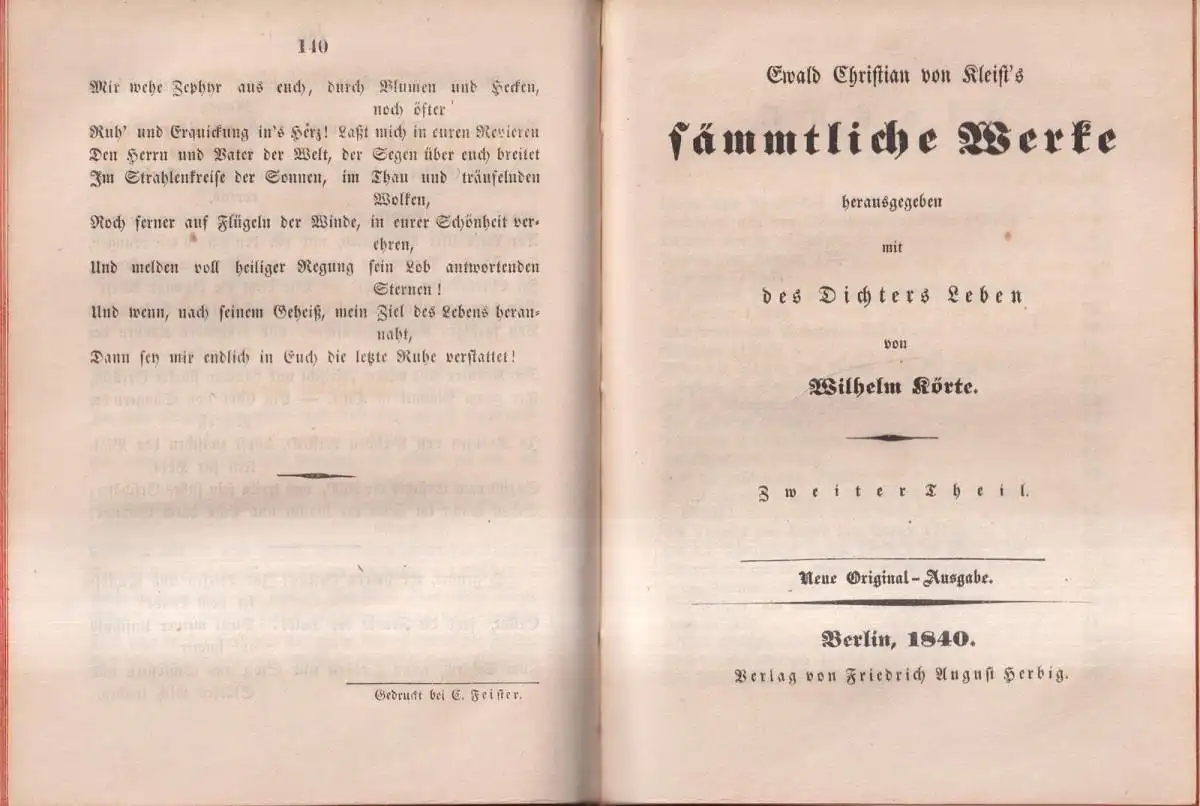 140
Mir wehe Zephyr aus euch, durch Blumen und Hecken,
noch öfter
Ruh' und Erquickung in's Herz! Laßt mich in euren Revieren
Den Herrn und Vater der Welt, der Segen über euch breitet
Im Strahlenkreise der Sonnen, im Thau und träufelnden
Wolken,
Noch ferner auf Flügeln der Winde, in eurer Schönheit ver-
ehren,
Und melden voll heiliger Regung sein Lob antwortenden
Sternen!
Und wenn, nach seinem Geheiß, mein Ziel des Lebens heran-
naht,
Dann sey mir endlich in Euch die letzte Ruhe verstattet!
Gedruckt bei C. Feister.
Ewald Christian von Kleist's
sämmtliche Werke
herausgegeben
mit
des Dichters Leben
von
Wilhelm Körte.
Zweiter Theil.
Neue Original-Ausgabe.
Berlin, 1840.
Verlag von Friedrich August Herbig.